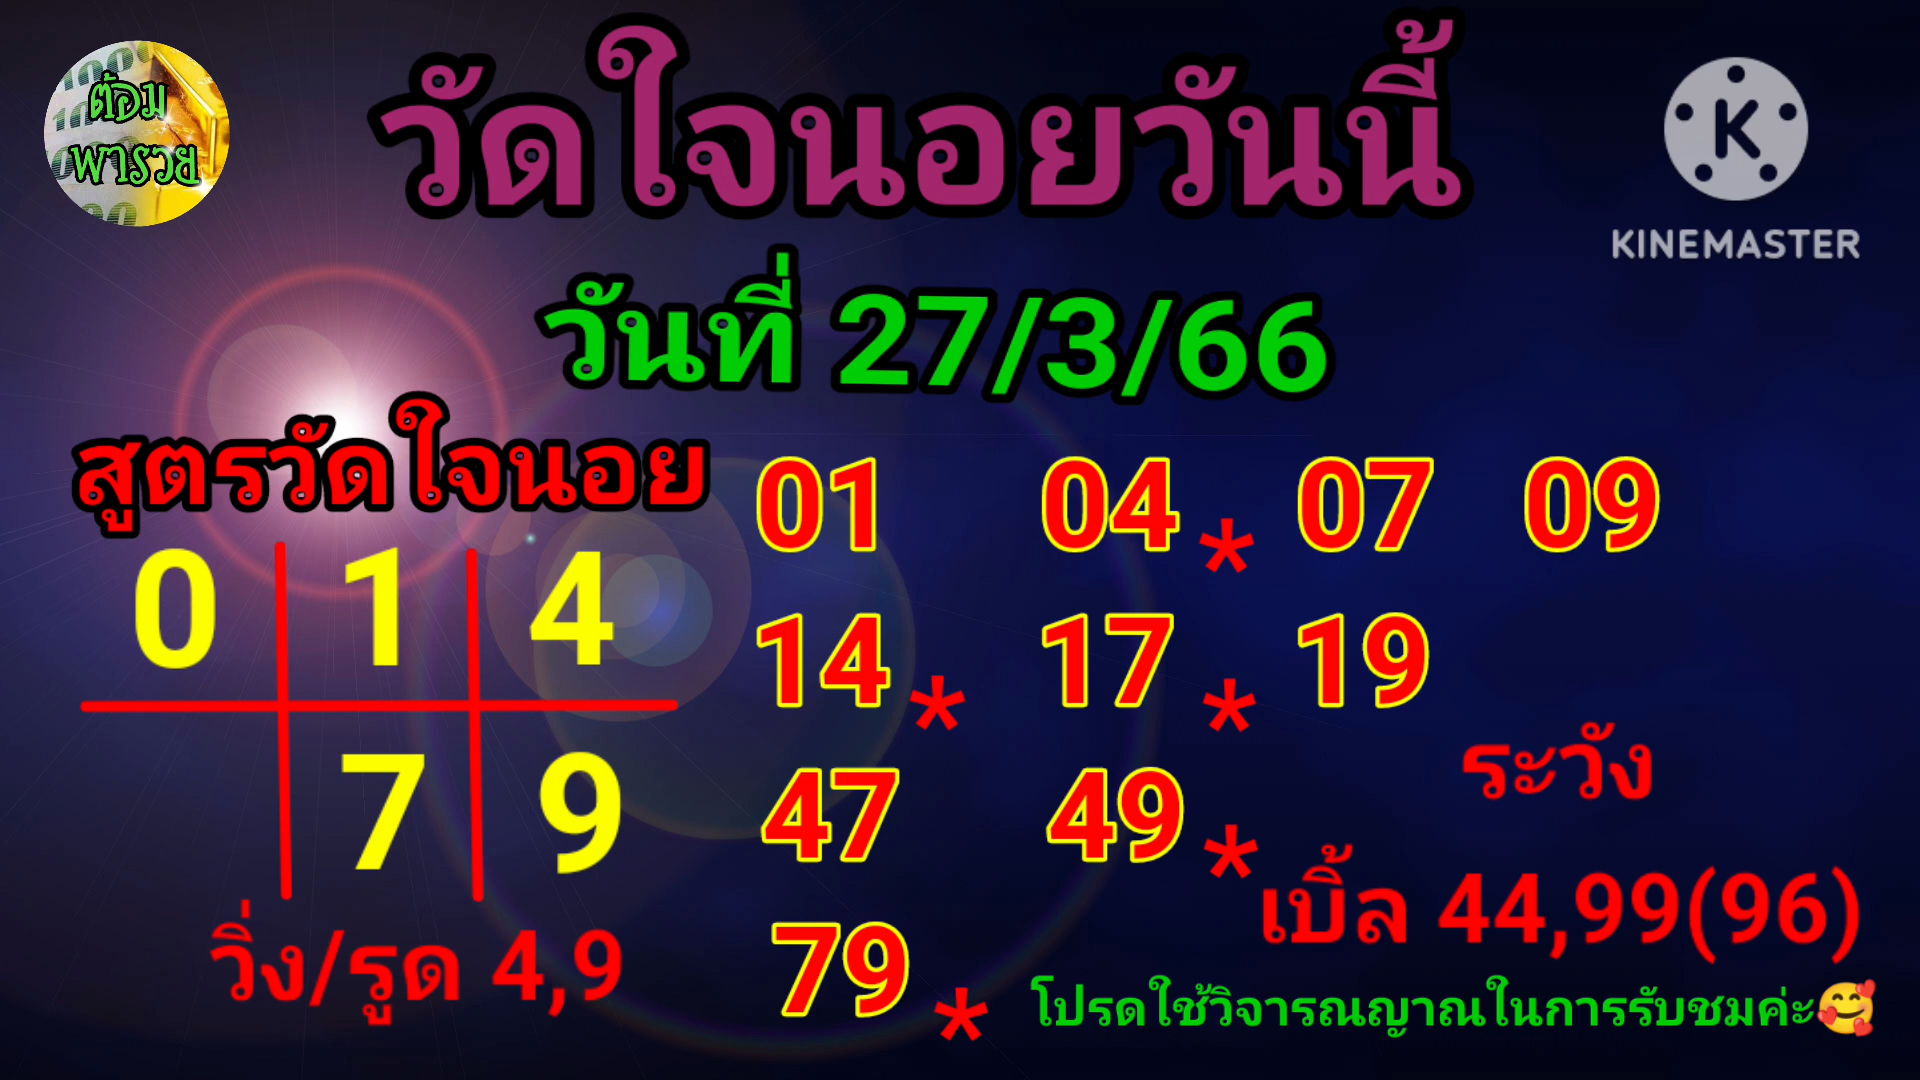 ต้อม
พารวย
วัดใจนอยวันนี้
KINEMASTER
วันที่ 27/3/66
สูตรวัดใจนอย
0 1 4
7 9
วิ่ง/รูด 4,9
01 04* 07 09
14* 17* 19
47 49*
79*
ระวัง
เบิ้ล 44,99(96)
โปรดใช้วิจารณญาณในการรับชมค่ะ🥰